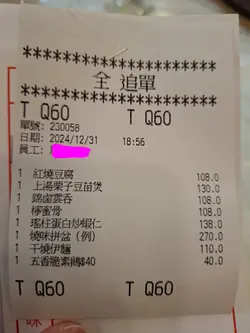 ********************
********************
全 追單
T Q60 T Q60
單號: 230058
日期: 2024/12/31 18:56
員工:
1 紅燒豆腐 108.0
1 上湯栗子豆苗煲 130.0
1 錦鹵雲吞 108.0
1 檸蜜骨 108.0
1 瑤柱蛋白炒蝦仁 138.0
1 燒味拼盆（例） 270.0
1 干燒伊麵 110.0
1 五香脆素鵝$40 40.0
T Q60 T Q60